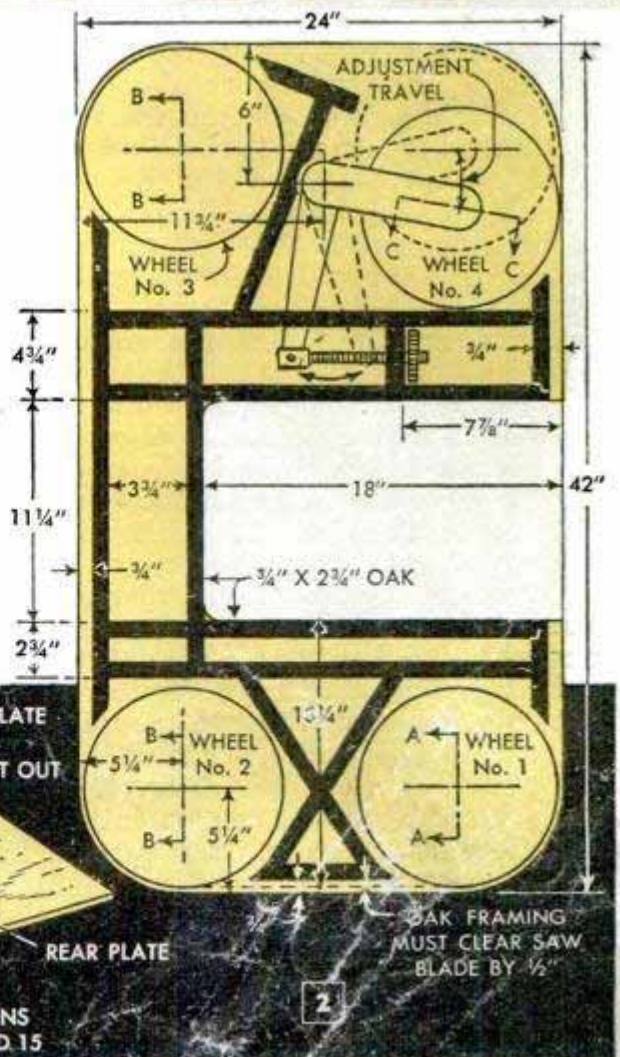 24"
ADJUSTMENT
TRAVEL
B
6"
B
11¾"
WHEEL
No. 3
C
C
WHEEL
No. 4
4¾"
¾"
7⅞"
3¾"
18"
42"
11¼"
¾"
¾" X 2¾" OAK
2¾"
LATE
T OUT
B
WHEEL
No. 2
5¼"
B
5¼"
A
WHEEL
No. 1
A
REAR PLATE
OAK FRAMING
MUST CLEAR SAW
BLADE BY ½"
2
NS
D 15